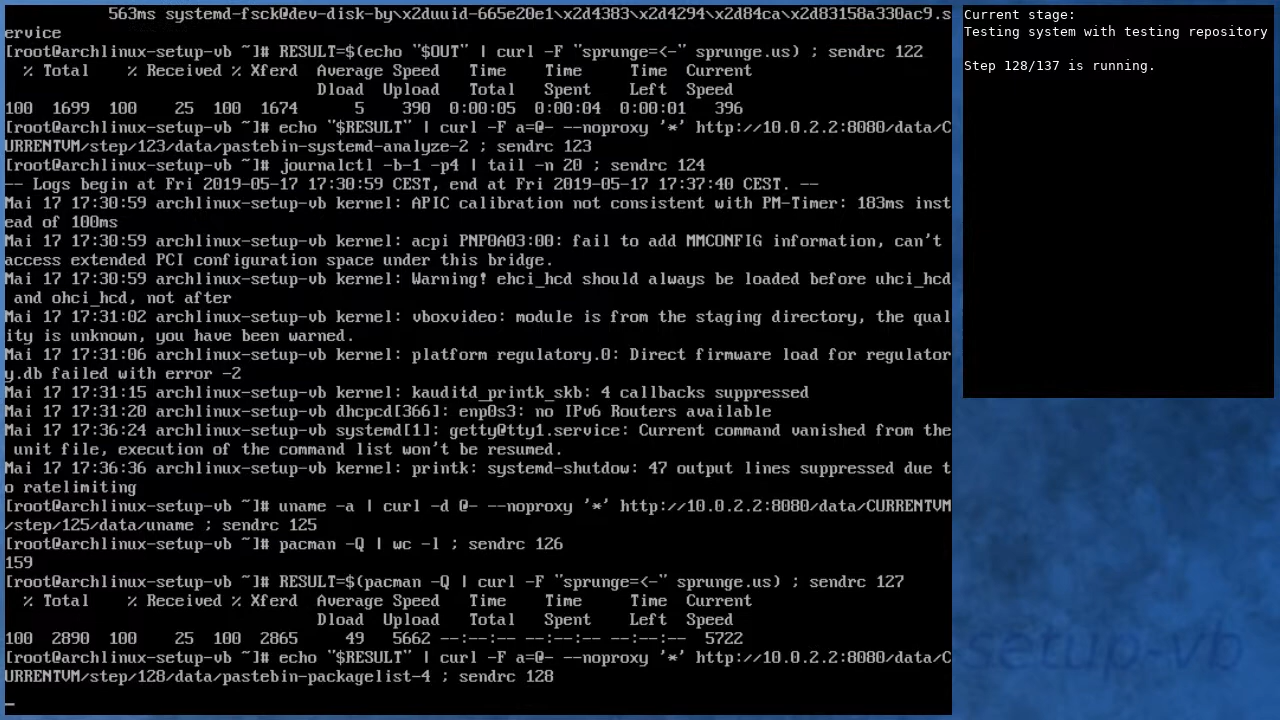 563ms systemd-fsck@dev-disk-by\x2duuid-665e20e1\x2d4383\x2d4294\x2d84ca\x2d83158a330ac9.s
ervice
[root@archlinux-setup-vb ~]# RESULT=$(echo "$OUT" | curl -F "sprunge=<-" sprunge.us) ; sendrc 122
  % Total    % Received % Xferd  Average Speed   Time    Time     Time  Current
                                 Dload  Upload   Total   Spent    Left  Speed
100  1699  100    25  100  1674      5    390  0:00:05  0:00:04  0:00:01   396
[root@archlinux-setup-vb ~]# echo "$RESULT" | curl -F a=@- --noproxy '*' http://10.0.2.2:8080/data/C
URRENTVM/step/123/data/pastebin-systemd-analyze-2 ; sendrc 123
[root@archlinux-setup-vb ~]# journalctl -b-1 -p4 | tail -n 20 ; sendrc 124
-- Logs begin at Fri 2019-05-17 17:30:59 CEST, end at Fri 2019-05-17 17:37:40 CEST. --
Mai 17 17:30:59 archlinux-setup-vb kernel: APIC calibration not consistent with PM-Timer: 183ms inst
ead of 100ms
Mai 17 17:30:59 archlinux-setup-vb kernel: acpi PNP0A03:00: fail to add MMCONFIG information, can't
access extended PCI configuration space under this bridge.
Mai 17 17:30:59 archlinux-setup-vb kernel: Warning! ehci_hcd should always be loaded before uhci_hcd
 and ohci_hcd, not after
Mai 17 17:31:02 archlinux-setup-vb kernel: vboxvideo: module is from the staging directory, the qual
ity is unknown, you have been warned.
Mai 17 17:31:06 archlinux-setup-vb kernel: platform regulatory.0: Direct firmware load for regulator
y.db failed with error -2
Mai 17 17:31:15 archlinux-setup-vb kernel: kauditd_printk_skb: 4 callbacks suppressed
Mai 17 17:31:20 archlinux-setup-vb dhcpcd[366]: enp0s3: no IPv6 Routers available
Mai 17 17:36:24 archlinux-setup-vb systemd[1]: getty@tty1.service: Current command vanished from the
 unit file, execution of the command list won't be resumed.
Mai 17 17:36:36 archlinux-setup-vb kernel: printk: systemd-shutdow: 47 output lines suppressed due t
o ratelimiting
[root@archlinux-setup-vb ~]# uname -a | curl -d @- --noproxy '*' http://10.0.2.2:8080/data/CURRENTVM
/step/125/data/uname ; sendrc 125
[root@archlinux-setup-vb ~]# pacman -Q | wc -l ; sendrc 126
159
[root@archlinux-setup-vb ~]# RESULT=$(pacman -Q | curl -F "sprunge=<-" sprunge.us) ; sendrc 127
  % Total    % Received % Xferd  Average Speed   Time    Time     Time  Current
                                 Dload  Upload   Total   Spent    Left  Speed
100  2890  100    25  100  2865     49   5662 --:--:-- --:--:-- --:--:--  5722
[root@archlinux-setup-vb ~]# echo "$RESULT" | curl -F a=@- --noproxy '*' http://10.0.2.2:8080/data/C
URRENTVM/step/128/data/pastebin-packagelist-4 ; sendrc 128
Current stage:
Testing system with testing repository
Step 128/137 is running.
setup-vb